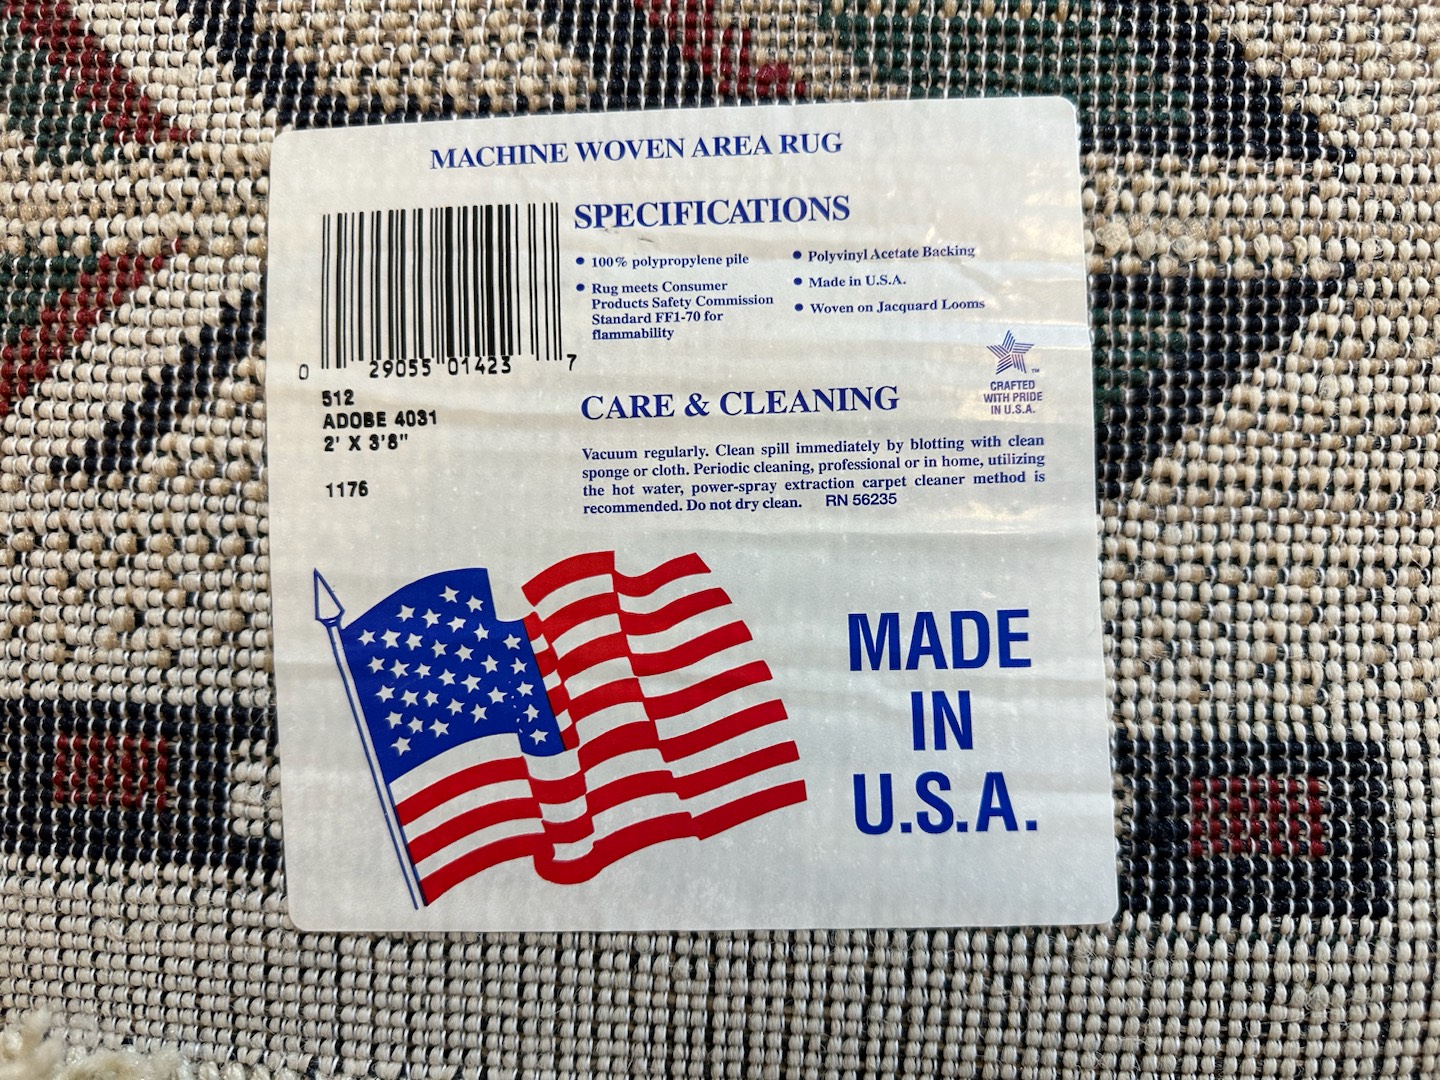 MACHINE WOVEN AREA RUG
0 29055 01423 7
512
ADOBE 4031
2' X 3'8"
1176
SPECIFICATIONS
• 100% polypropylene pile
• Rug meets Consumer
Products Safety Commission
Standard FF1-70 for
flammability
• Polyvinyl Acetate Backing
• Made in U.S.A.
• Woven on Jacquard Looms
TM
CRAFTED
WITH PRIDE
IN U.S.A.
CARE & CLEANING
Vacuum regularly. Clean spill immediately by blotting with clean
sponge or cloth. Periodic cleaning, professional or in home, utilizing
the hot water, power-spray extraction carpet cleaner method is
recommended. Do not dry clean. RN 56235
MADE
IN
U.S.A.